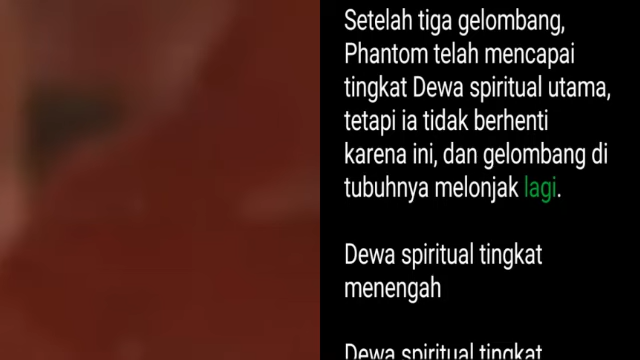 Setelah tiga gelombang,
Phantom telah mencapai
tingkat Dewa spiritual utama,
tetapi ia tidak berhenti
karena ini, dan gelombang di
tubuhnya melonjak lagi.
Dewa spiritual tingkat
menengah
Dewa spiritual tingkat